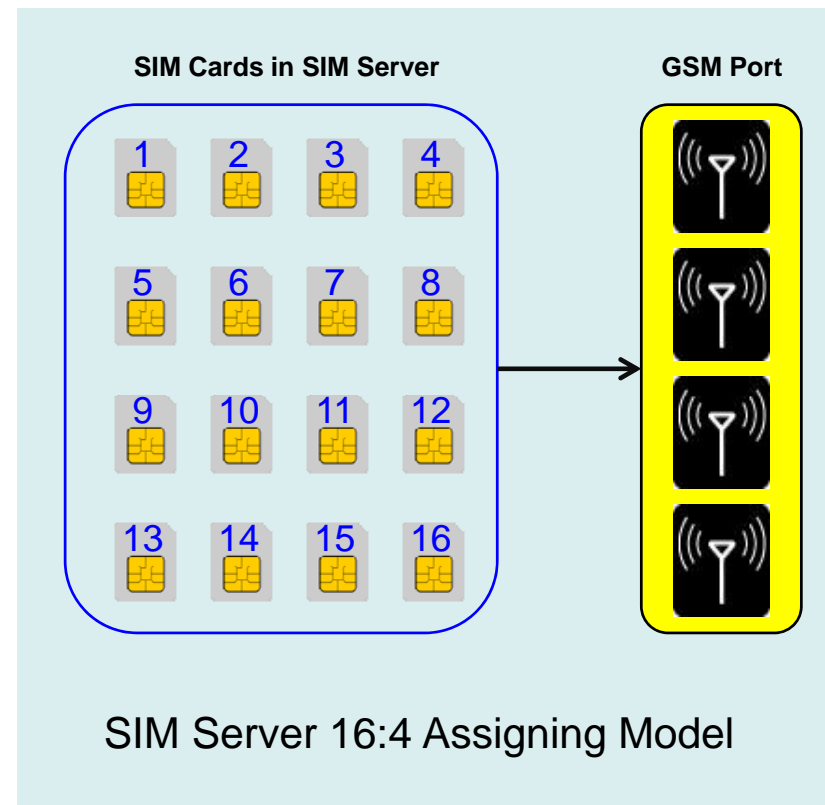 SIM Cards in SIM Server GSM Port
1 2 3 4
5 6 7 8
9 10 11 12
13 14 15 16
SIM Server 16:4 Assigning Model